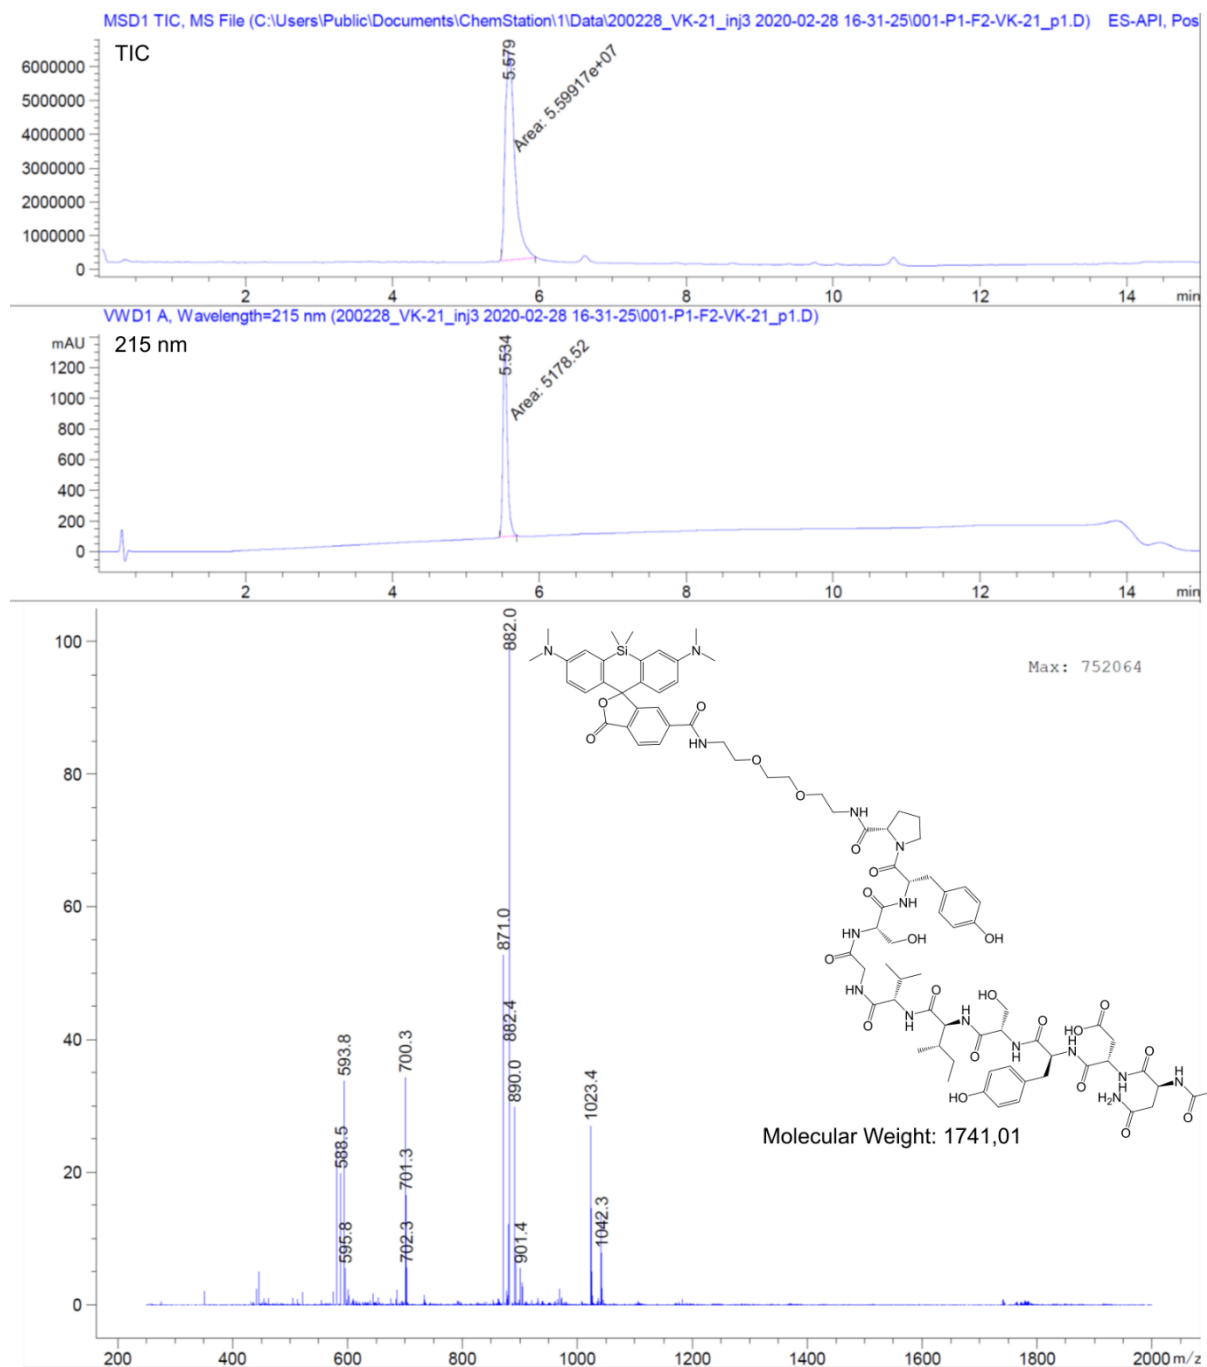 MSD1 TIC, MS File (C:\Users\Public\Documents\ChemStation\1\Data\200228_VK-21_inj3 2020-02-28 16-31-25\001-P1-F2-VK-21_p1.D) ES-API, Pos
TIC
5.579
Area: 5.59917e+07
6000000
5000000
4000000
3000000
2000000
1000000
0
2 4 6 8 10 12 14 min
VWD1 A, Wavelength=215 nm (200228_VK-21_inj3 2020-02-28 16-31-25\001-P1-F2-VK-21_p1.D)
mAU
215 nm
5.534
Area: 5178.52
1200
1000
800
600
400
200
0
2 4 6 8 10 12 14 min
Max: 752064
100
80
60
40
20
0
593.8
588.5
595.8
700.3
701.3
702.3
871.0
882.0
882.4
890.0
901.4
1023.4
1042.3
N Si N
O O
O NH
O
O
NH
O N
O
NH
OH
O
NH OH
O
NH
O
N H
O
H N
O
HO
O
N H
O
H N
HO
O
HO O
N H
O
H N
H2N
O
O
Molecular Weight: 1741,01
200 400 600 800 1000 1200 1400 1600 1800 2000 m/z